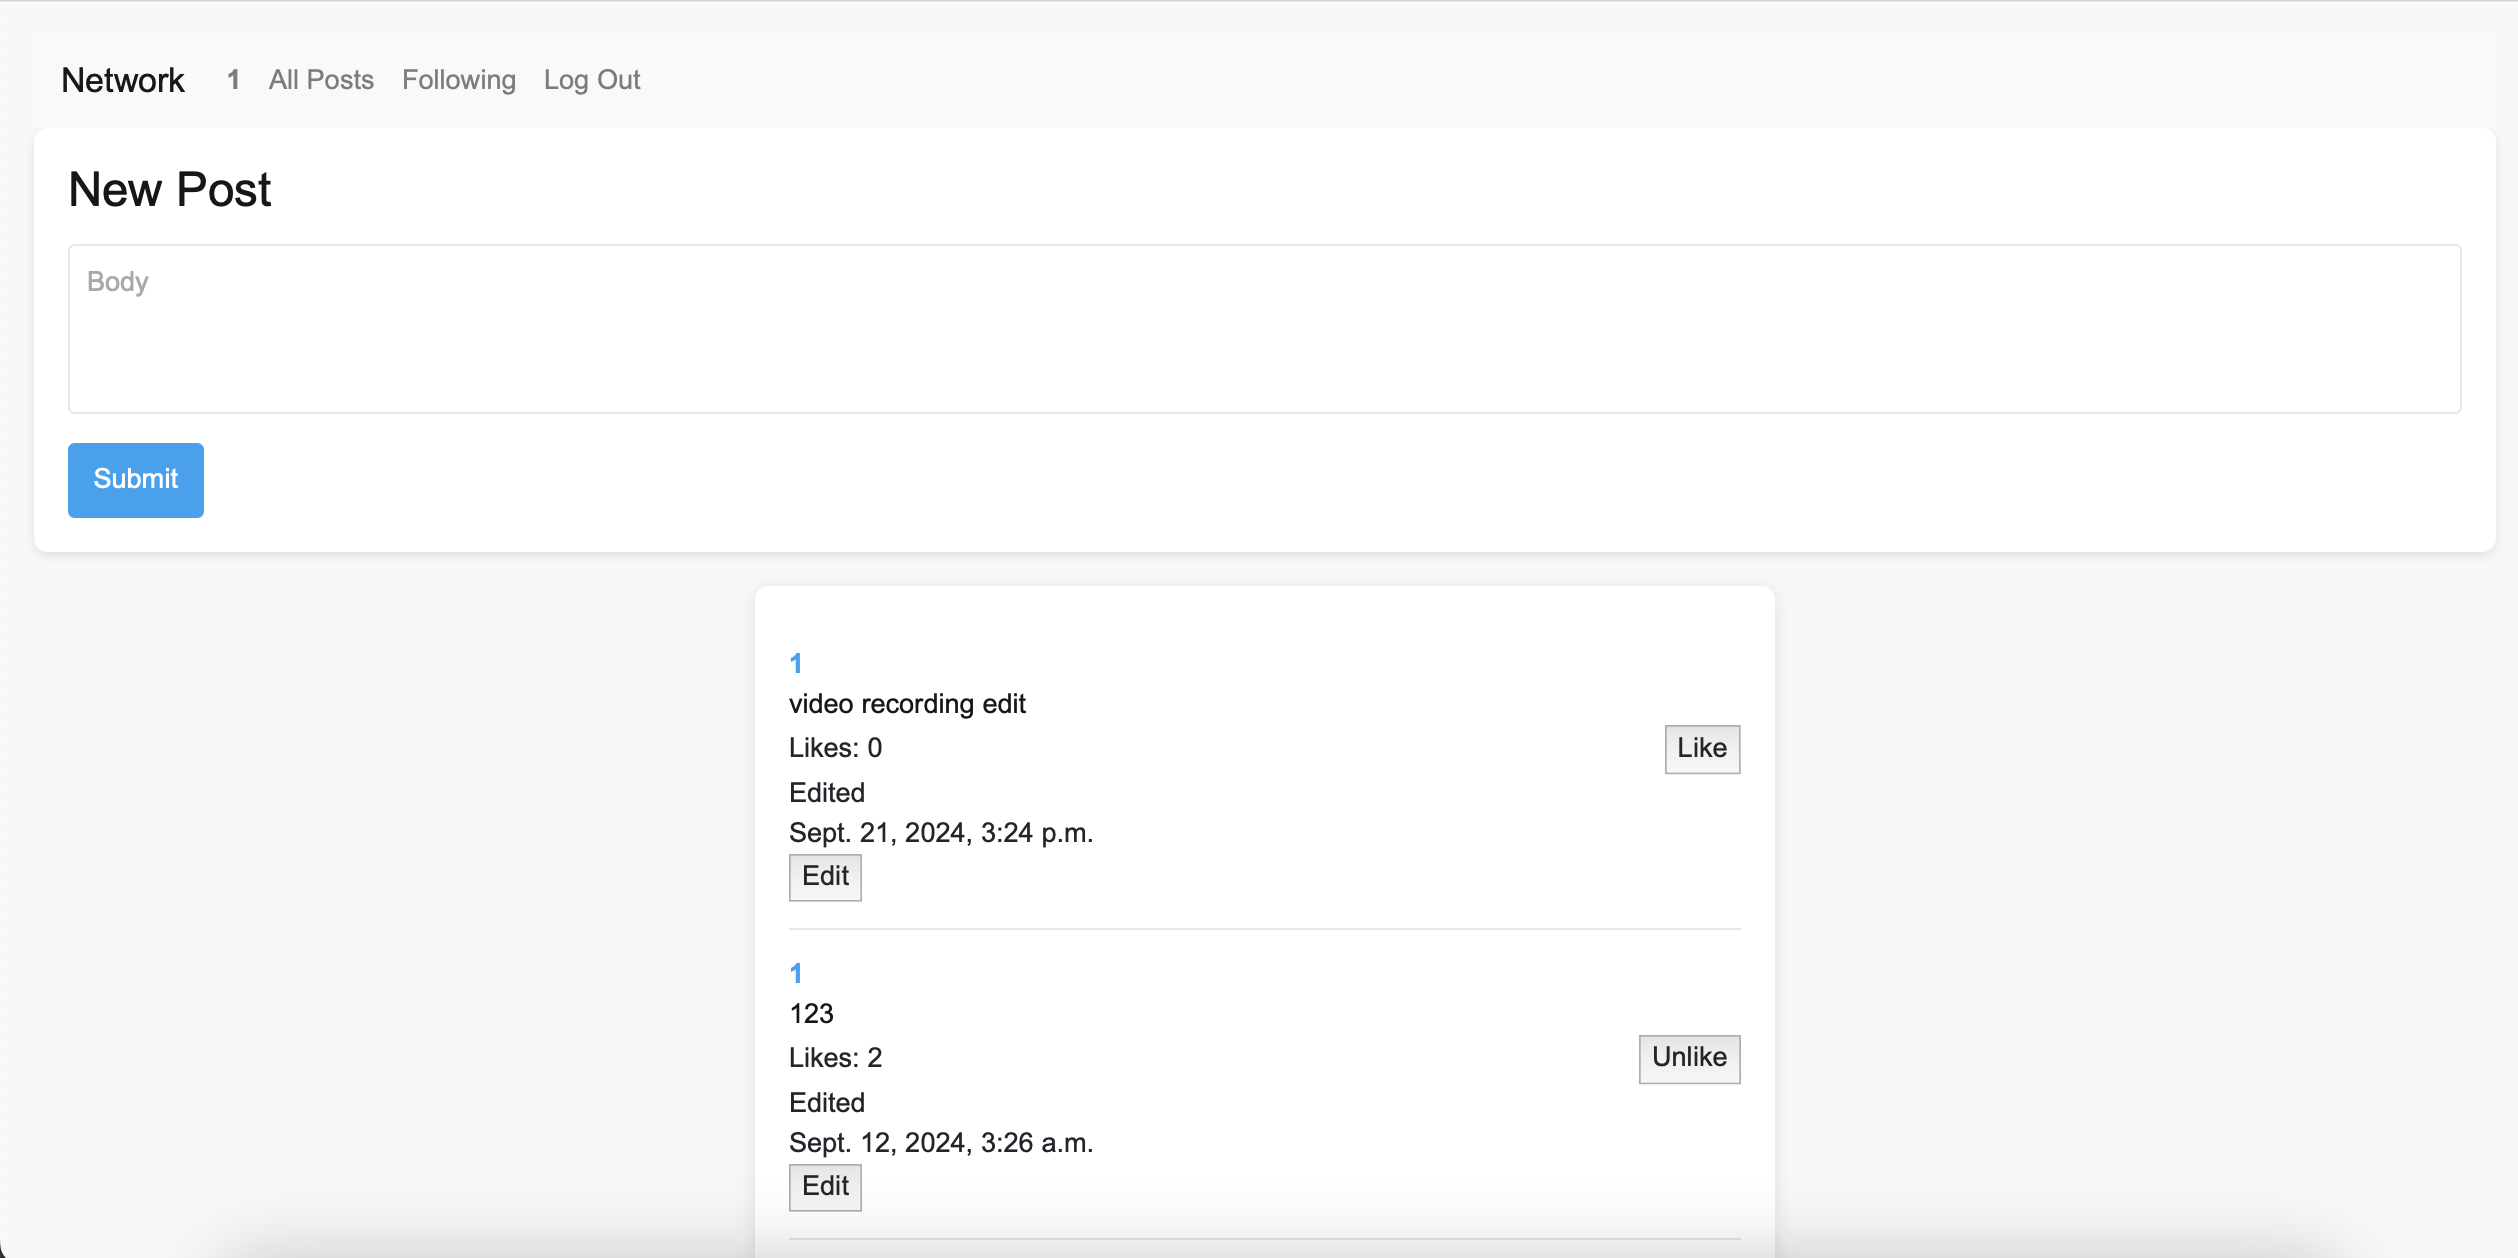 Network 1 All Posts Following Log Out
New Post
Body
Submit
1
video recording edit
Likes: 0 Like
Edited
Sept. 21, 2024, 3:24 p.m.
Edit
1
123
Likes: 2 Unlike
Edited
Sept. 12, 2024, 3:26 a.m.
Edit